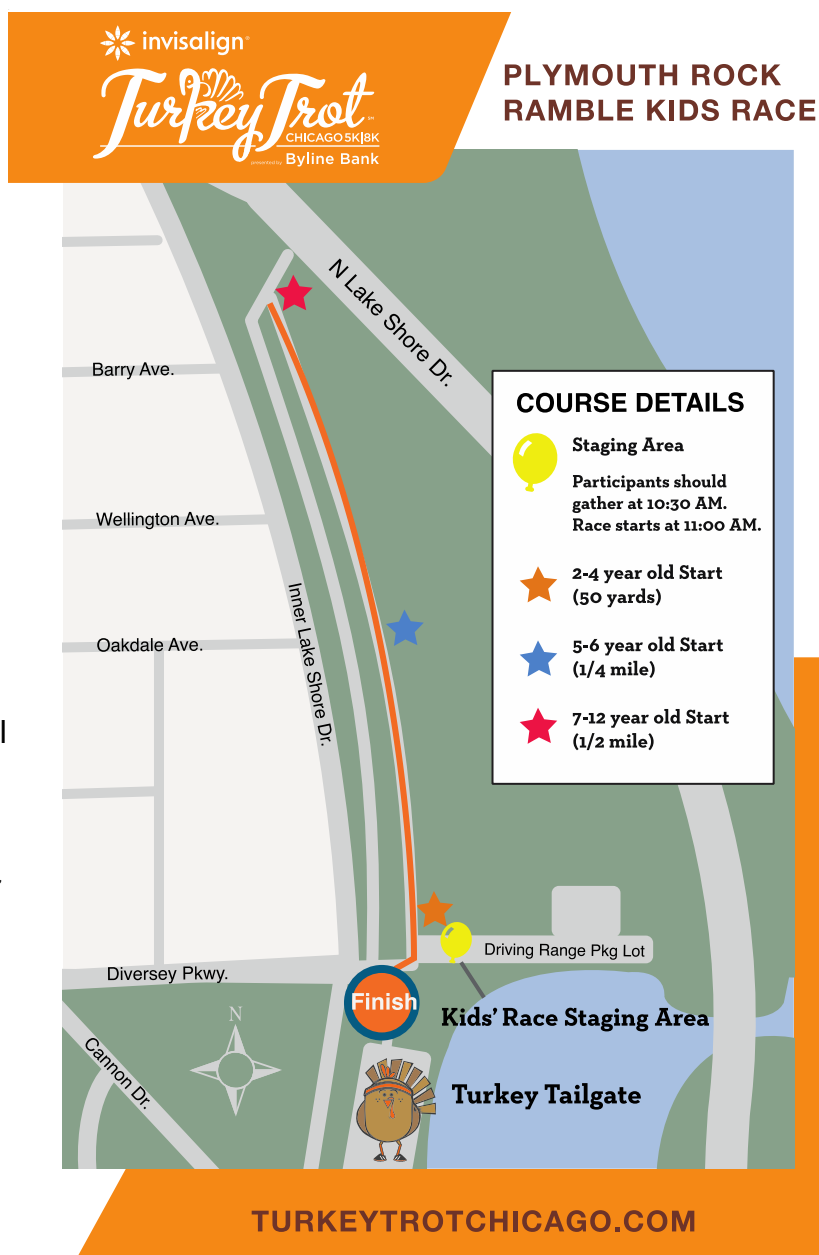 invisalign
Turkey Trot
SM
CHICAGO 5K|8K
presented by Byline Bank
PLYMOUTH ROCK
RAMBLE KIDS RACE
N Lake Shore Dr.
Barry Ave.
COURSE DETAILS
Staging Area
Participants should
gather at 10:30 AM.
Race starts at 11:00 AM.
Wellington Ave.
2-4 year old Start
(50 yards)
Inner Lake Shore Dr.
Oakdale Ave.
5-6 year old Start
(1/4 mile)
7-12 year old Start
(1/2 mile)
Driving Range Pkg Lot
Diversey Pkwy.
Finish
N
Kids' Race Staging Area
Cannon Dr.
Turkey Tailgate
TURKEYTROTCHICAGO.COM